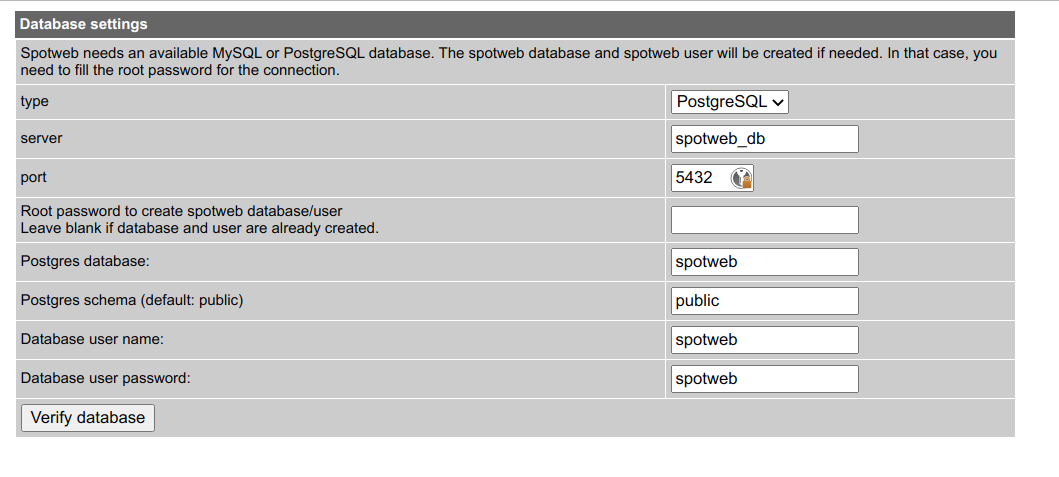 Database settings
Spotweb needs an available MySQL or PostgreSQL database. The spotweb database and spotweb user will be created if needed. In that case, you
need to fill the root password for the connection.
type PostgreSQL
server spotweb_db
port 5432
Root password to create spotweb database/user
Leave blank if database and user are already created.
Postgres database: spotweb
Postgres schema (default: public) public
Database user name: spotweb
Database user password: spotweb
Verify database